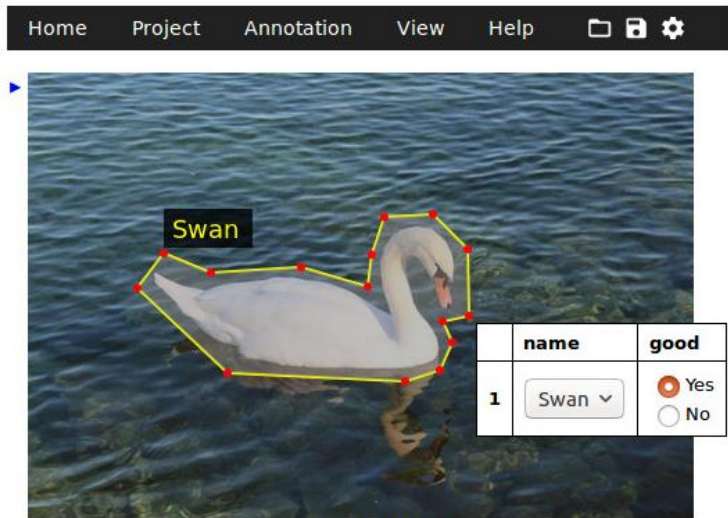 Home Project Annotation View Help
Swan
name good
1 Swan Yes
No